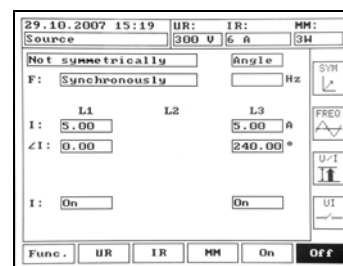 29.10.2007 15:19 UR: IR: MM:
Source 300 V 6 A 3W
Not symmetrically Angle
SYM
F: Synchronously Hz
L1 L2 L3
FREQ
I: 5.00 5.00 A
∠I: 0.00 240.00 °
U/I
I: On On
UI
Func. UR IR MM On Off